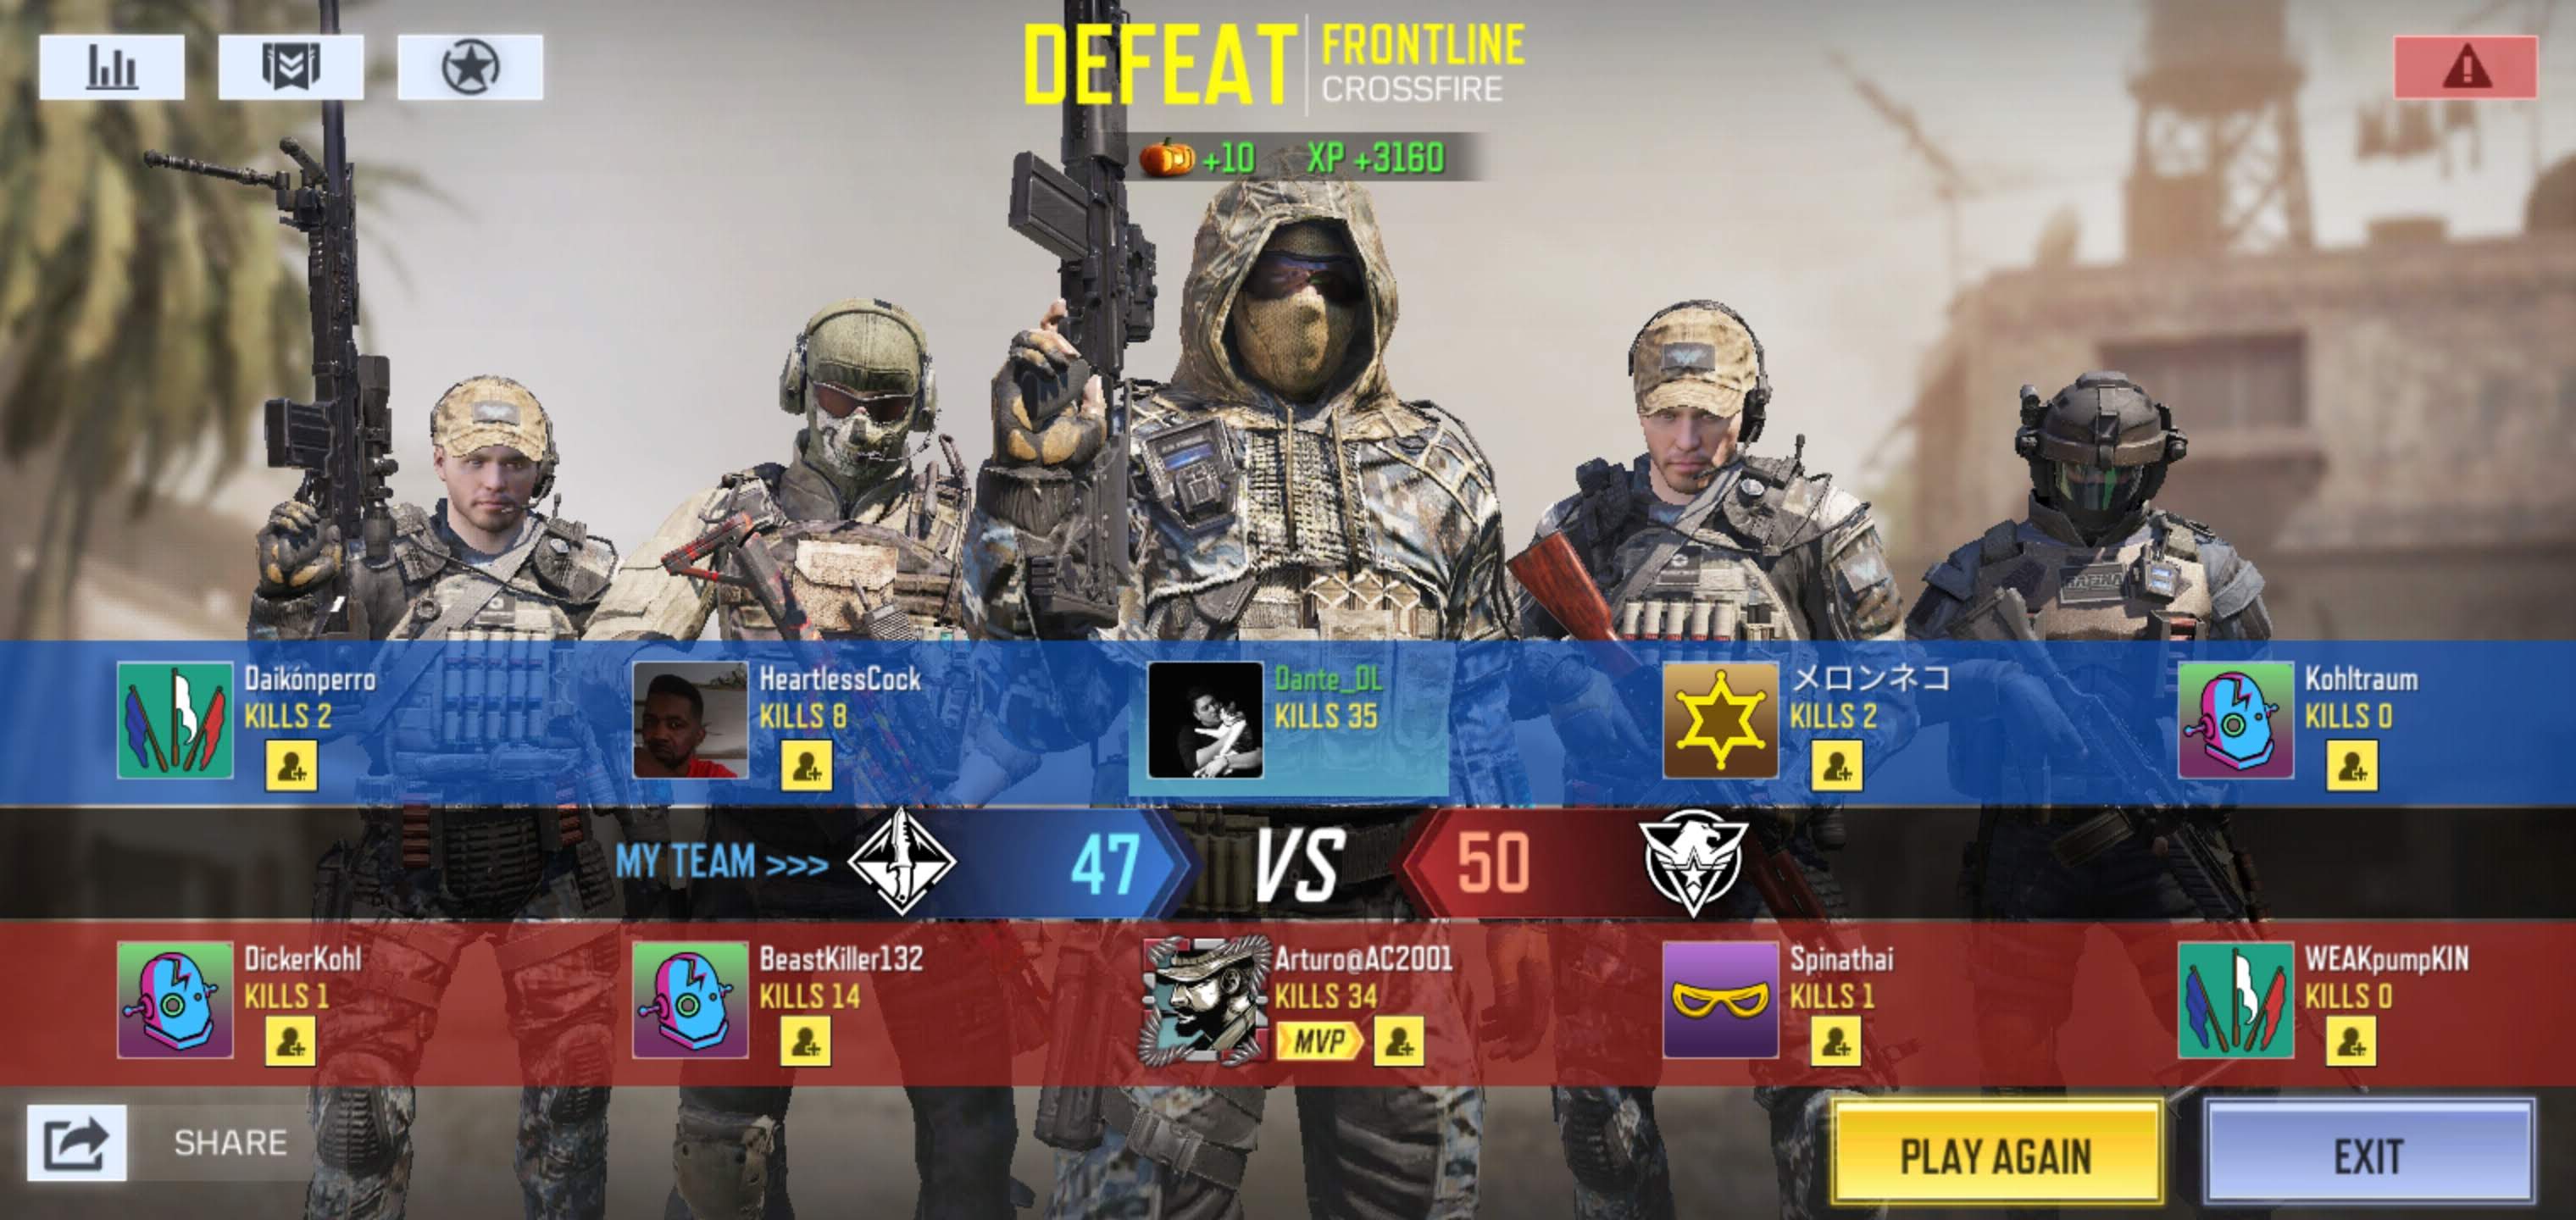 DEFEAT
FRONTLINE
CROSSFIRE
+10 XP +3160
Daikónperro
KILLS 2
HeartlessCock
KILLS 8
Dante_DL
KILLS 35
メロンネコ
KILLS 2
Kohltraum
KILLS 0
MY TEAM >>> 47 VS 50
DickerKohl
KILLS 1
BeastKiller132
KILLS 14
Arturo@AC2001
KILLS 34
MVP
Spinathai
KILLS 1
WEAKpumpKIN
KILLS 0
SHARE
PLAY AGAIN
EXIT